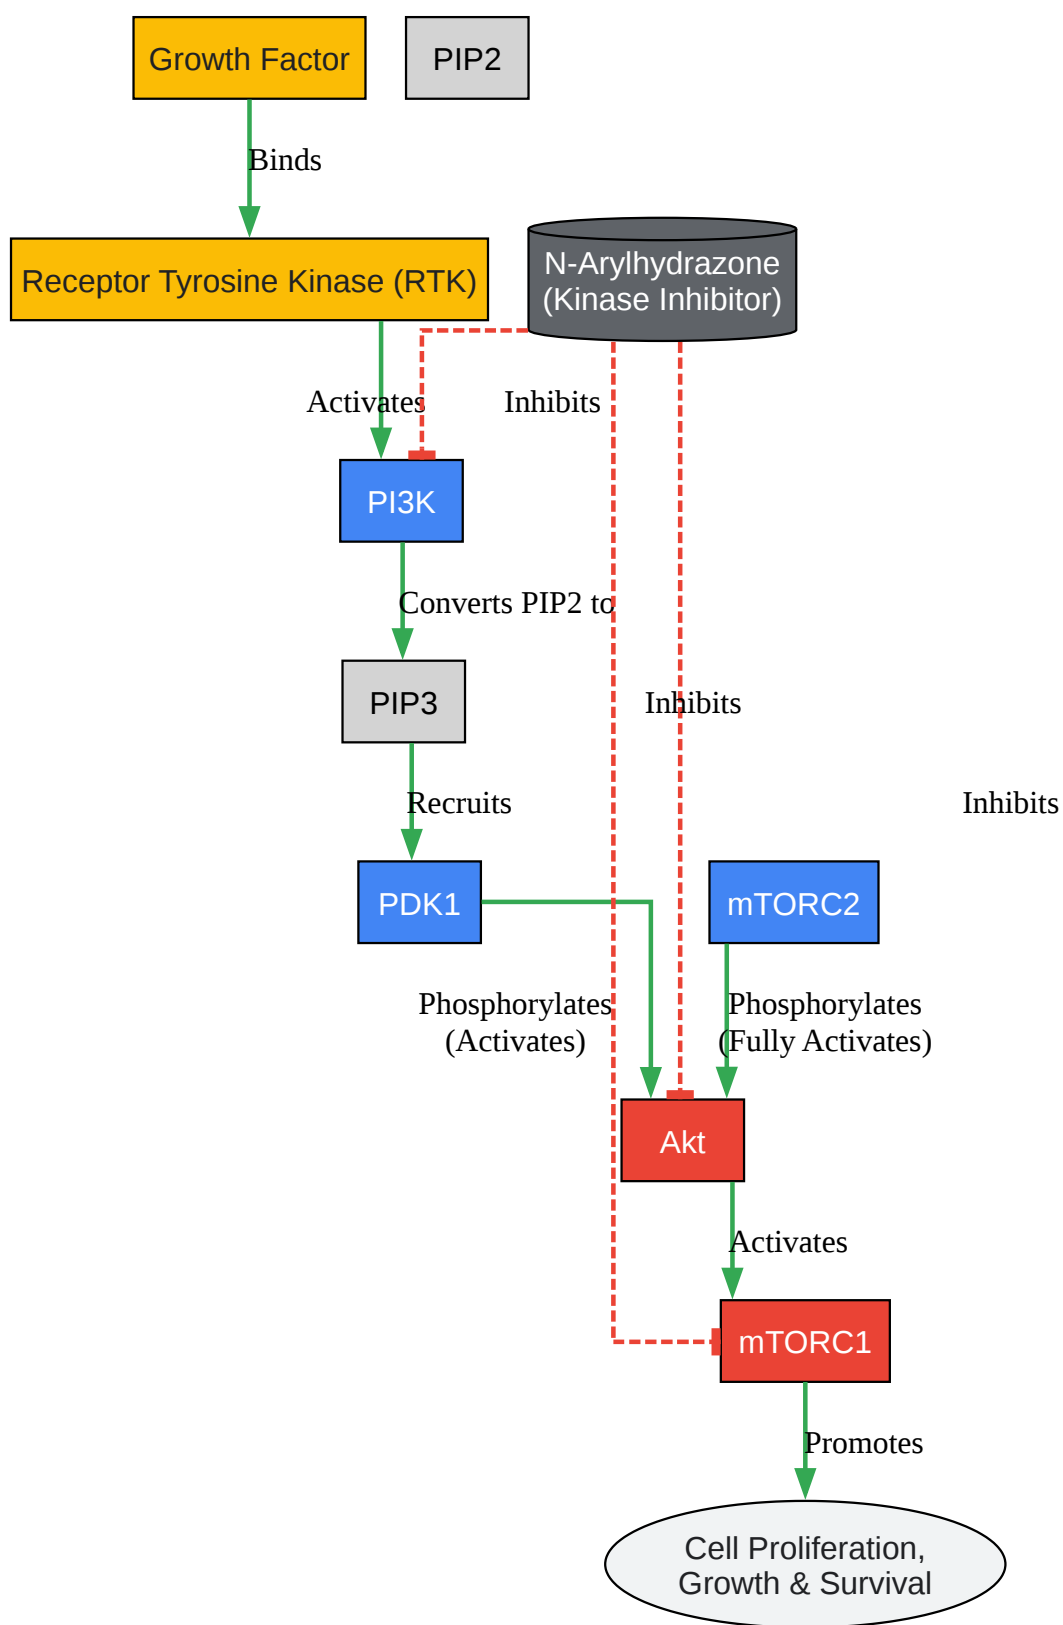 Growth Factor
PIP2
Binds
Receptor Tyrosine Kinase (RTK)
N-Arylhydrazone
(Kinase Inhibitor)
Activates
Inhibits
PI3K
Converts PIP2 to
PIP3
Inhibits
Recruits
Inhibits
PDK1
mTORC2
Phosphorylates
(Activates)
Phosphorylates
(Fully Activates)
Akt
Activates
mTORC1
Promotes
Cell Proliferation,
Growth & Survival